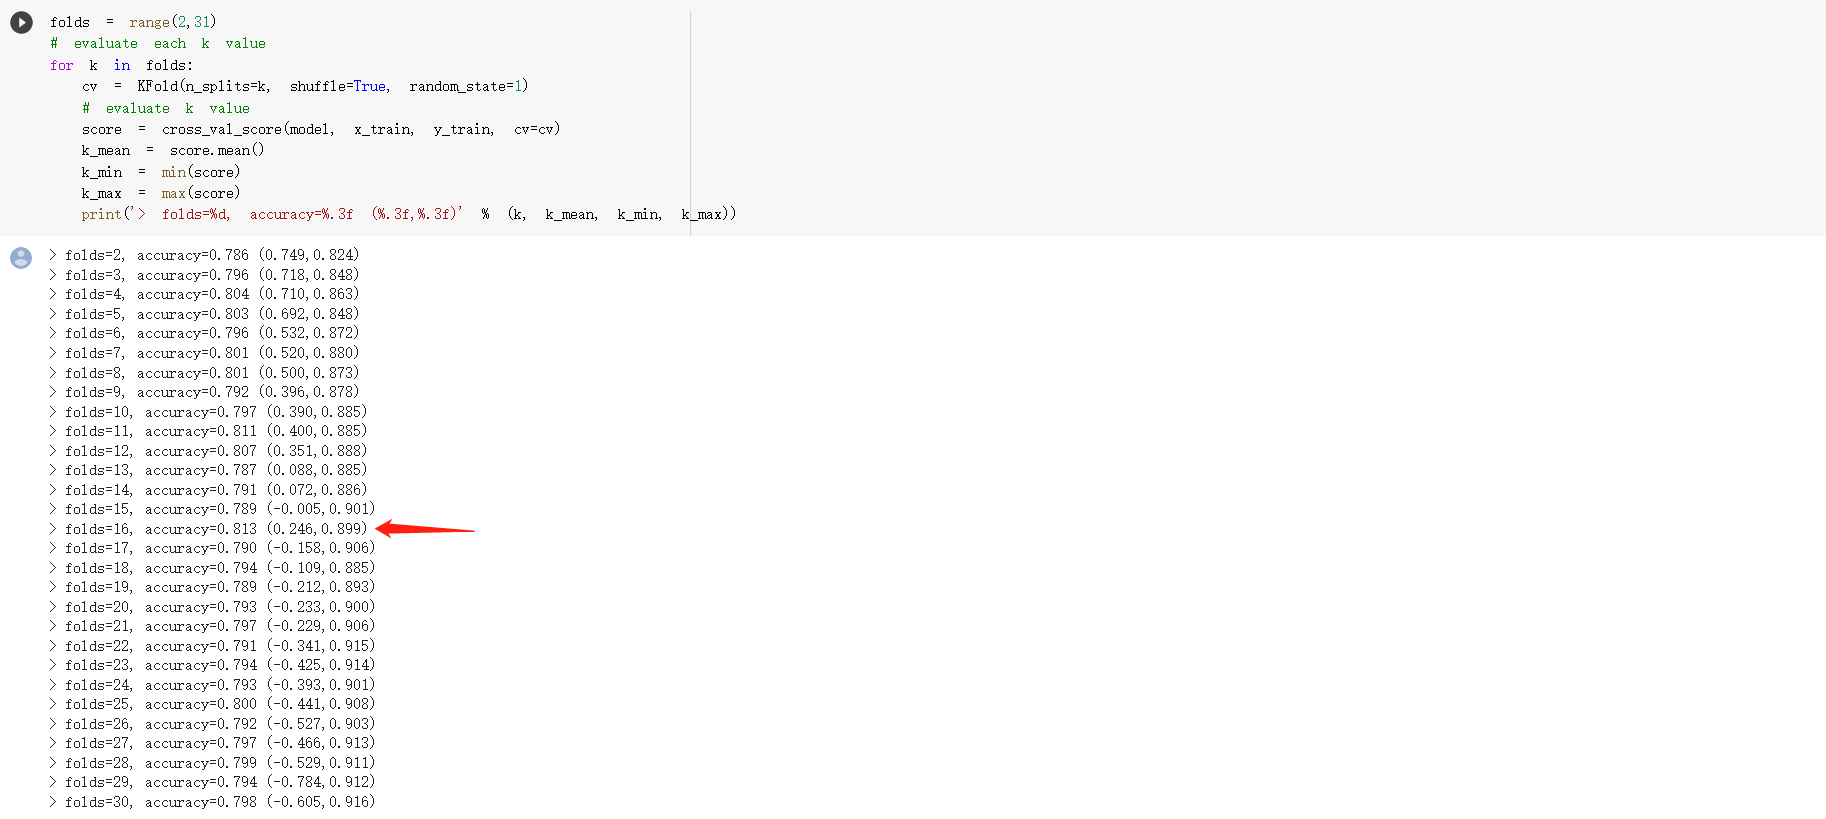 folds = range(2,31)
# evaluate each k value
for k in folds:
    cv = KFold(n_splits=k, shuffle=True, random_state=1)
    # evaluate k value
    score = cross_val_score(model, x_train, y_train, cv=cv)
    k_mean = score.mean()
    k_min = min(score)
    k_max = max(score)
    print('> folds=%d, accuracy=%.3f (%.3f,%.3f)' % (k, k_mean, k_min, k_max))
> folds=2, accuracy=0.786 (0.749,0.824)
> folds=3, accuracy=0.796 (0.718,0.848)
> folds=4, accuracy=0.804 (0.710,0.863)
> folds=5, accuracy=0.803 (0.692,0.848)
> folds=6, accuracy=0.796 (0.532,0.872)
> folds=7, accuracy=0.801 (0.520,0.880)
> folds=8, accuracy=0.801 (0.500,0.873)
> folds=9, accuracy=0.792 (0.396,0.878)
> folds=10, accuracy=0.797 (0.390,0.885)
> folds=11, accuracy=0.811 (0.400,0.885)
> folds=12, accuracy=0.807 (0.351,0.888)
> folds=13, accuracy=0.787 (0.088,0.885)
> folds=14, accuracy=0.791 (0.072,0.886)
> folds=15, accuracy=0.789 (-0.005,0.901)
> folds=16, accuracy=0.813 (0.246,0.899)
> folds=17, accuracy=0.790 (-0.158,0.906)
> folds=18, accuracy=0.794 (-0.109,0.885)
> folds=19, accuracy=0.789 (-0.212,0.893)
> folds=20, accuracy=0.793 (-0.233,0.900)
> folds=21, accuracy=0.797 (-0.229,0.906)
> folds=22, accuracy=0.791 (-0.341,0.915)
> folds=23, accuracy=0.794 (-0.425,0.914)
> folds=24, accuracy=0.793 (-0.393,0.901)
> folds=25, accuracy=0.800 (-0.441,0.908)
> folds=26, accuracy=0.792 (-0.527,0.903)
> folds=27, accuracy=0.797 (-0.466,0.913)
> folds=28, accuracy=0.799 (-0.529,0.911)
> folds=29, accuracy=0.794 (-0.784,0.912)
> folds=30, accuracy=0.798 (-0.605,0.916)